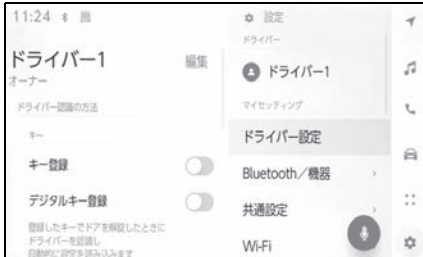 11:24
ドライバー1
編集
オーナー
ドライバー認識の方法
キー
キー登録
デジタルキー登録
登録したキーでドアを解錠したときに
ドライバーを認識し
自動的に設定を読み込みます
設定
ドライバー
ドライバー1
マイセッティング
ドライバー設定
Bluetooth／機器
共通設定
Wi-Fi